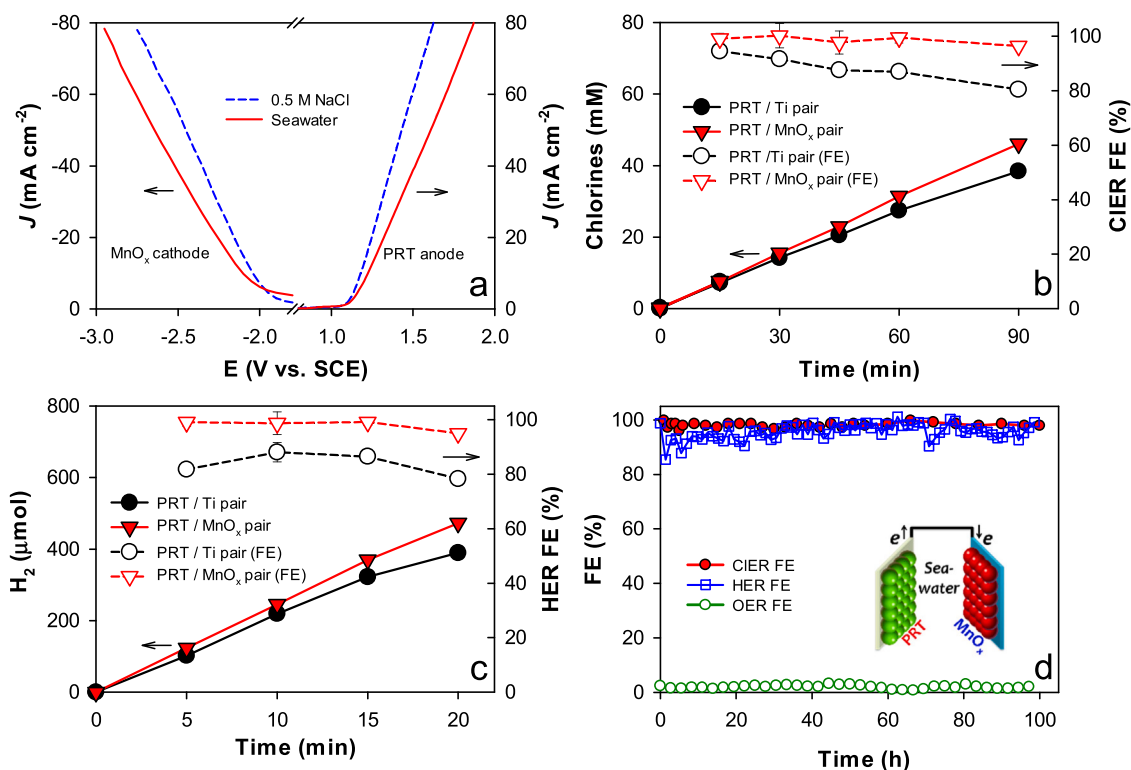 -80
-60
-40
-20
0
J (mA cm-2)
80
60
40
20
0
J (mA cm-2)
0.5 M NaCl
Seawater
MnOx cathode
PRT anode
a
-3.0
-2.5
-2.0
1.0
1.5
2.0
E (V vs. SCE)
80
60
40
20
0
Chlorines (mM)
100
80
60
40
20
0
ClER FE (%)
PRT / Ti pair
PRT / MnOx pair
PRT /Ti pair (FE)
PRT / MnOx pair (FE)
b
0
15
30
45
60
75
90
Time (min)
800
600
400
200
0
H2 (μmol)
100
80
60
40
20
0
HER FE (%)
PRT / Ti pair
PRT / MnOx pair
PRT / Ti pair (FE)
PRT / MnOx pair (FE)
c
0
5
10
15
20
Time (min)
100
80
60
40
20
0
FE (%)
ClER FE
HER FE
OER FE
e
e
Sea-
water
PRT
MnOx
d
0
20
40
60
80
100
Time (h)